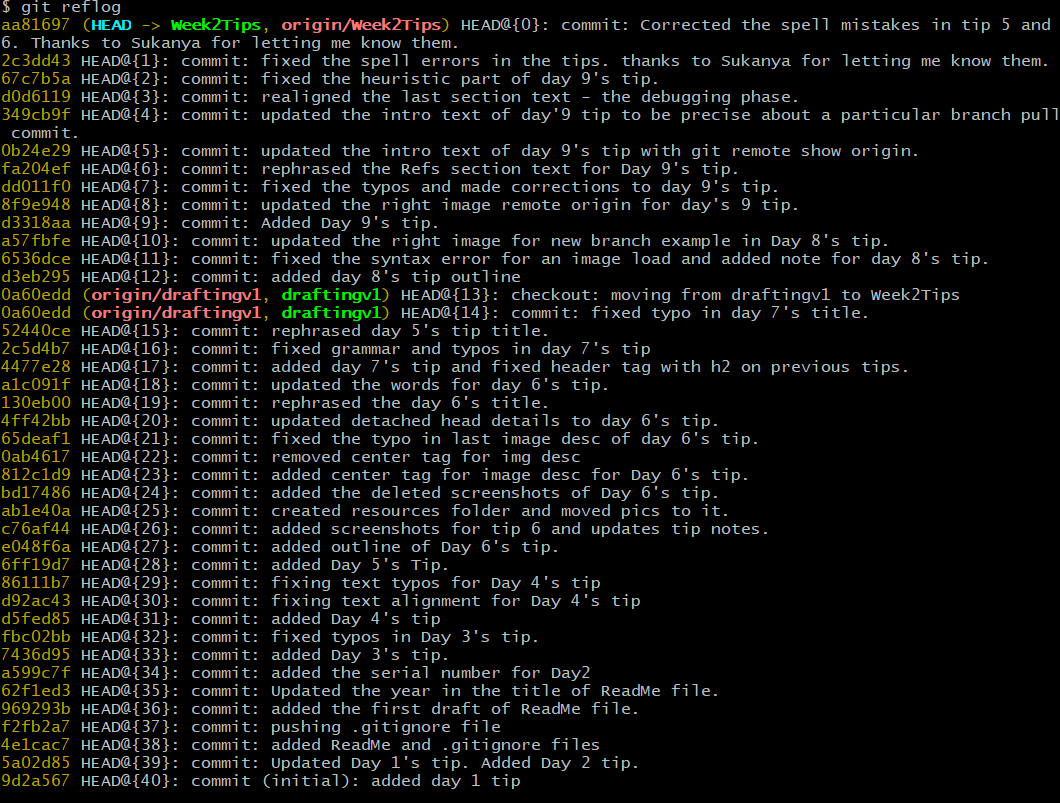 $ git reflog
aa81697 (HEAD -> Week2Tips, origin/Week2Tips) HEAD@{0}: commit: Corrected the spell mistakes in tip 5 and
6. Thanks to Sukanya for letting me know them.
2c3dd43 HEAD@{1}: commit: fixed the spell errors in the tips. thanks to Sukanya for letting me know them.
67c7b5a HEAD@{2}: commit: fixed the heuristic part of day 9's tip.
d0d6119 HEAD@{3}: commit: realigned the last section text - the debugging phase.
349cb9f HEAD@{4}: commit: updated the intro text of day'9 tip to be precise about a particular branch pull
commit.
0b24e29 HEAD@{5}: commit: updated the intro text of day 9's tip with git remote show origin.
fa204ef HEAD@{6}: commit: rephrased the Refs section text for Day 9's tip.
dd011f0 HEAD@{7}: commit: fixed the typos and made corrections to day 9's tip.
8f9e948 HEAD@{8}: commit: updated the right image remote origin for day's 9 tip.
d3318aa HEAD@{9}: commit: Added Day 9's tip.
a57fbfe HEAD@{10}: commit: updated the right image for new branch example in Day 8's tip.
6536dce HEAD@{11}: commit: fixed the syntax error for an image load and added note for day 8's tip.
d3eb295 HEAD@{12}: commit: added day 8's tip outline
0a60edd (origin/draftingv1, draftingv1) HEAD@{13}: checkout: moving from draftingv1 to Week2Tips
0a60edd (origin/draftingv1, draftingv1) HEAD@{14}: commit: fixed typo in day 7's title.
52440ce HEAD@{15}: commit: rephrased day 5's tip title.
2c5d4b7 HEAD@{16}: commit: fixed grammar and typos in day 7's tip
4477e28 HEAD@{17}: commit: added day 7's tip and fixed header tag with h2 on previous tips.
a1c091f HEAD@{18}: commit: updated the words for day 6's tip.
130eb00 HEAD@{19}: commit: rephrased the day 6's title.
4ff42bb HEAD@{20}: commit: updated detached head details to day 6's tip.
65deaf1 HEAD@{21}: commit: fixed the typo in last image desc of day 6's tip.
0ab4617 HEAD@{22}: commit: removed center tag for img desc
812c1d9 HEAD@{23}: commit: added center tag for image desc for Day 6's tip.
bd17486 HEAD@{24}: commit: added the deleted screenshots of Day 6's tip.
ab1e40a HEAD@{25}: commit: created resources folder and moved pics to it.
c76af44 HEAD@{26}: commit: added screenshots for tip 6 and updates tip notes.
e048f6a HEAD@{27}: commit: added outline of Day 6's tip.
6ff19d7 HEAD@{28}: commit: added Day 5's Tip.
86111b7 HEAD@{29}: commit: fixing text typos for Day 4's tip
d92ac43 HEAD@{30}: commit: fixing text alignment for Day 4's tip
d5fed85 HEAD@{31}: commit: added Day 4's tip
fbc02bb HEAD@{32}: commit: fixed typos in Day 3's tip.
7436d95 HEAD@{33}: commit: added Day 3's tip.
a599c7f HEAD@{34}: commit: added the serial number for Day2
62f1ed3 HEAD@{35}: commit: Updated the year in the title of ReadMe file.
969293b HEAD@{36}: commit: added the first draft of ReadMe file.
f2fb2a7 HEAD@{37}: commit: pushing .gitignore file
4e1cac7 HEAD@{38}: commit: added ReadMe and .gitignore files
5a02d85 HEAD@{39}: commit: Updated Day 1's tip. Added Day 2 tip.
9d2a567 HEAD@{40}: commit (initial): added day 1 tip